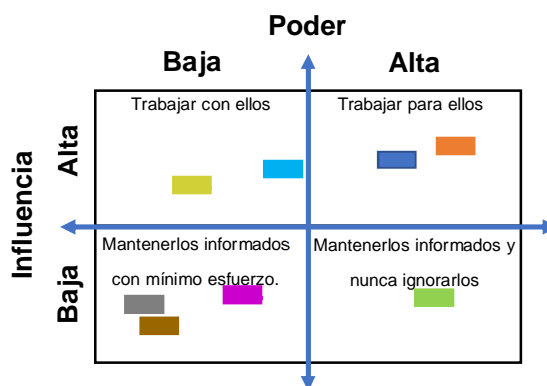 Poder
Baja
Alta
Influencia
Alta
Trabajar con ellos
Trabajar para ellos
Baja
Mantenerlos informados
con mínimo esfuerzo.
Mantenerlos informados y
nunca ignorarlos